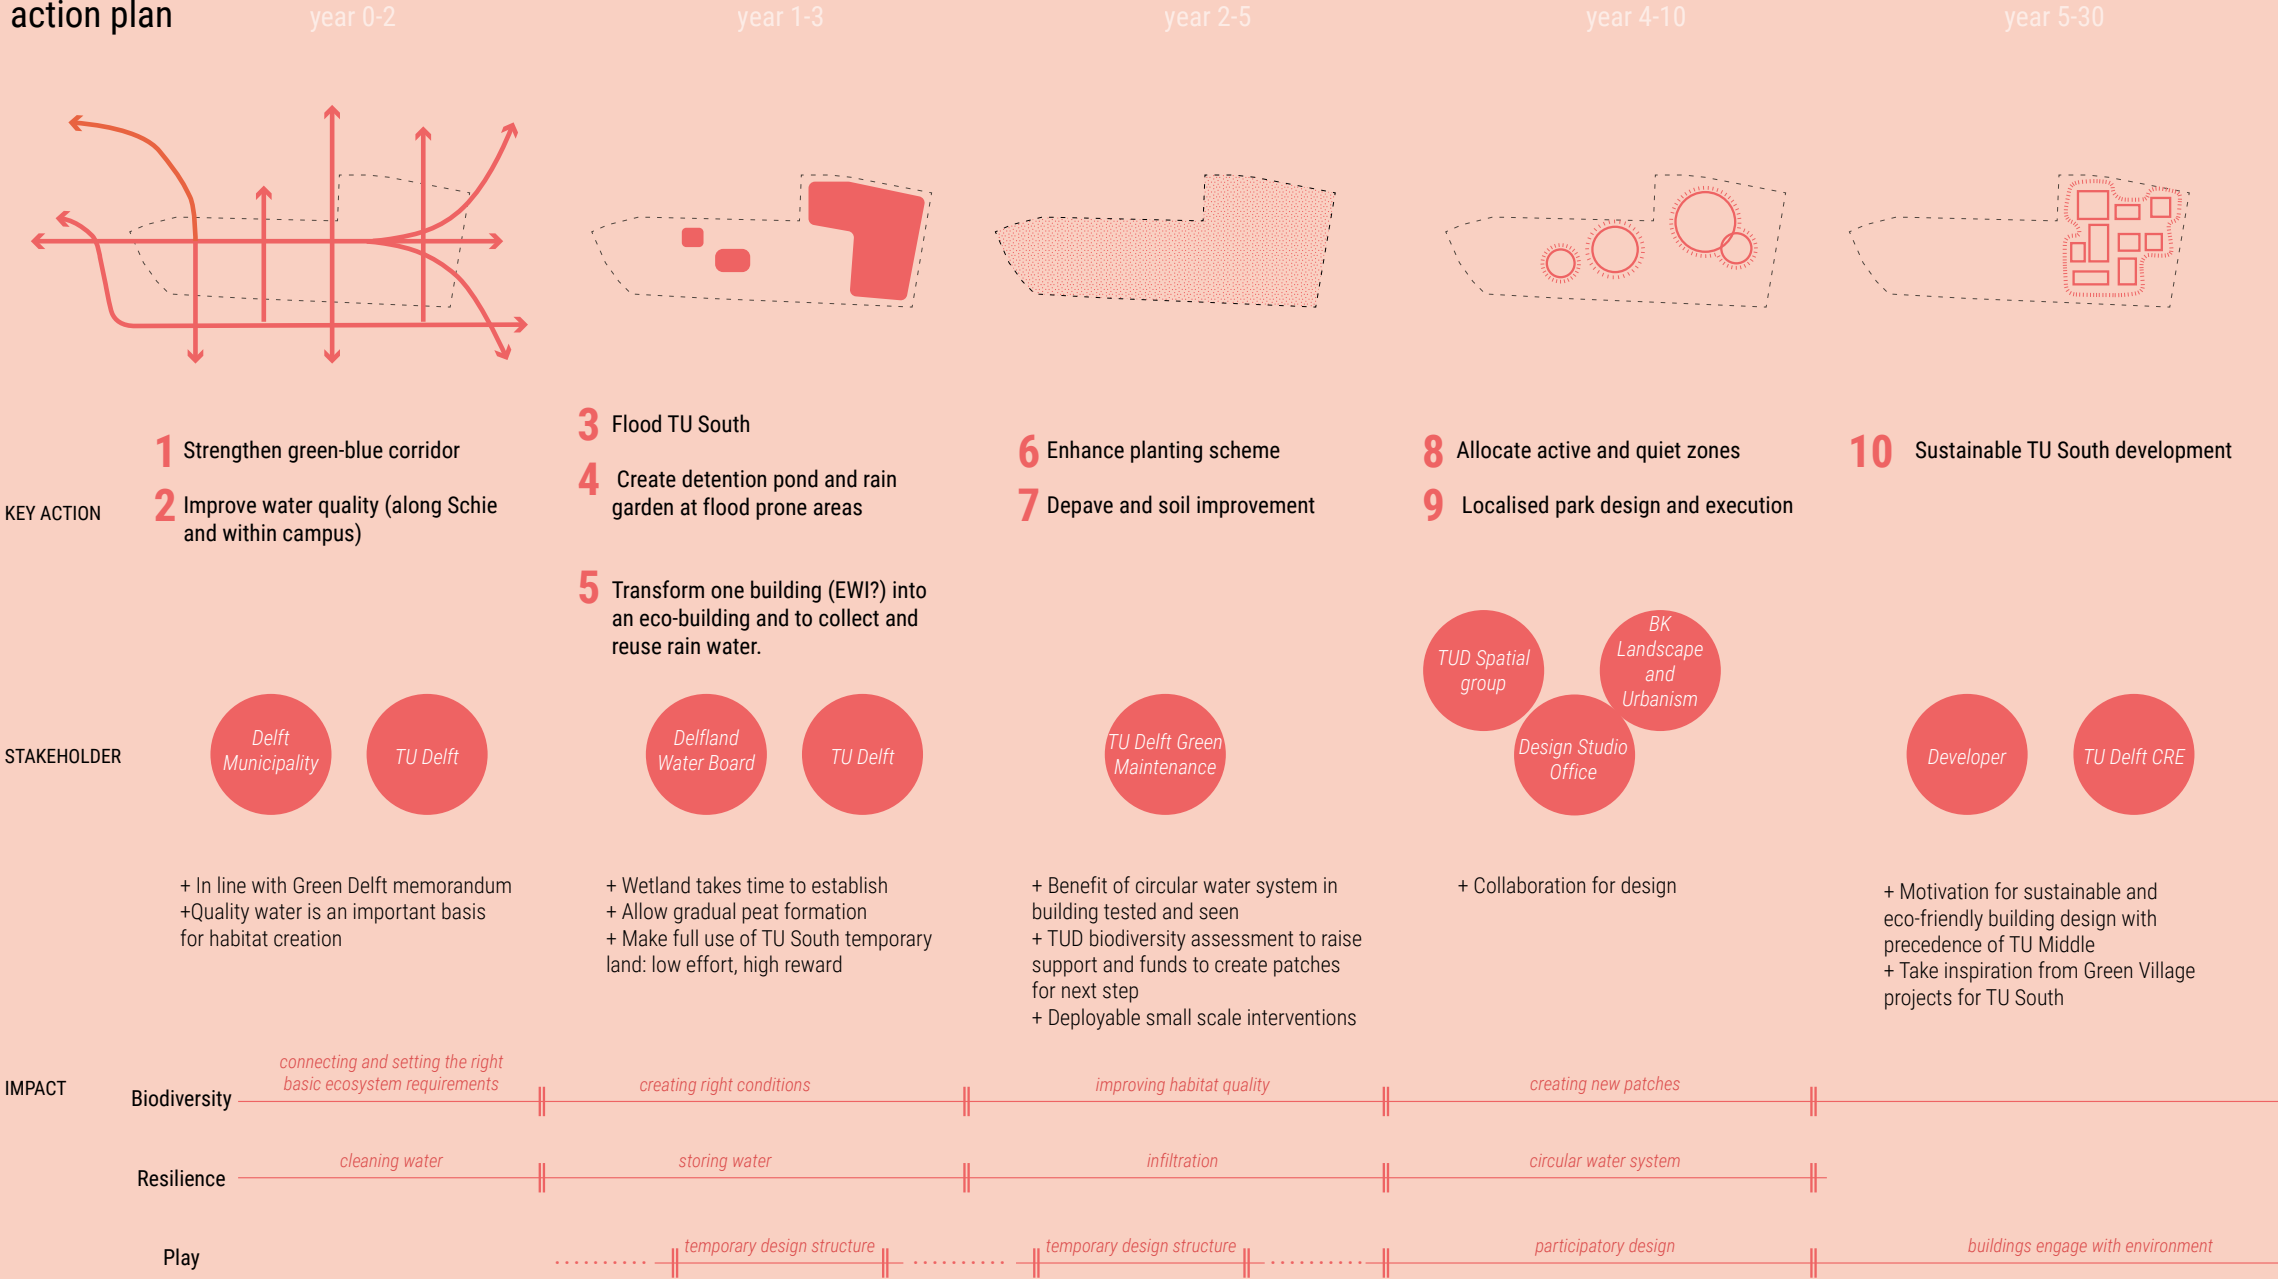 action plan
year 0-2
year 1-3
year 2-5
year 4-10
year 5-30
KEY ACTION
1 Strengthen green-blue corridor
2 Improve water quality (along Schie
and within campus)
3 Flood TU South
4 Create detention pond and rain
garden at flood prone areas
5 Transform one building (EWI?) into
an eco-building and to collect and
reuse rain water.
6 Enhance planting scheme
7 Depave and soil improvement
8 Allocate active and quiet zones
9 Localised park design and execution
10 Sustainable TU South development
STAKEHOLDER
Delft
Municipality
TU Delft
Delfland
Water Board
TU Delft
TU Delft Green
Maintenance
TUD Spatial
group
BK
Landscape
and
Urbanism
Design Studio
Office
Developer
TU Delft CRE
+ In line with Green Delft memorandum
+Quality water is an important basis
for habitat creation
+ Wetland takes time to establish
+ Allow gradual peat formation
+ Make full use of TU South temporary
land: low effort, high reward
+ Benefit of circular water system in
building tested and seen
+ TUD biodiversity assessment to raise
support and funds to create patches
for next step
+ Deployable small scale interventions
+ Collaboration for design
+ Motivation for sustainable and
eco-friendly building design with
precedence of TU Middle
+ Take inspiration from Green Village
projects for TU South
IMPACT
Biodiversity
connecting and setting the right
basic ecosystem requirements
creating right conditions
improving habitat quality
creating new patches
Resilience
cleaning water
storing water
infiltration
circular water system
Play
temporary design structure
temporary design structure
participatory design
buildings engage with environment